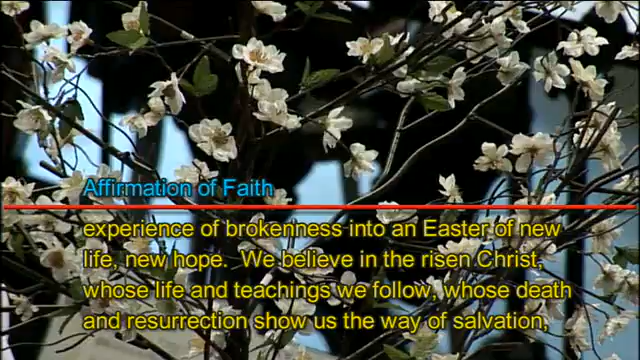 Affirmation of Faith
experience of brokenness into an Easter of new
life, new hope.  We believe in the risen Christ,
whose life and teachings we follow, whose death
and resurrection show us the way of salvation,